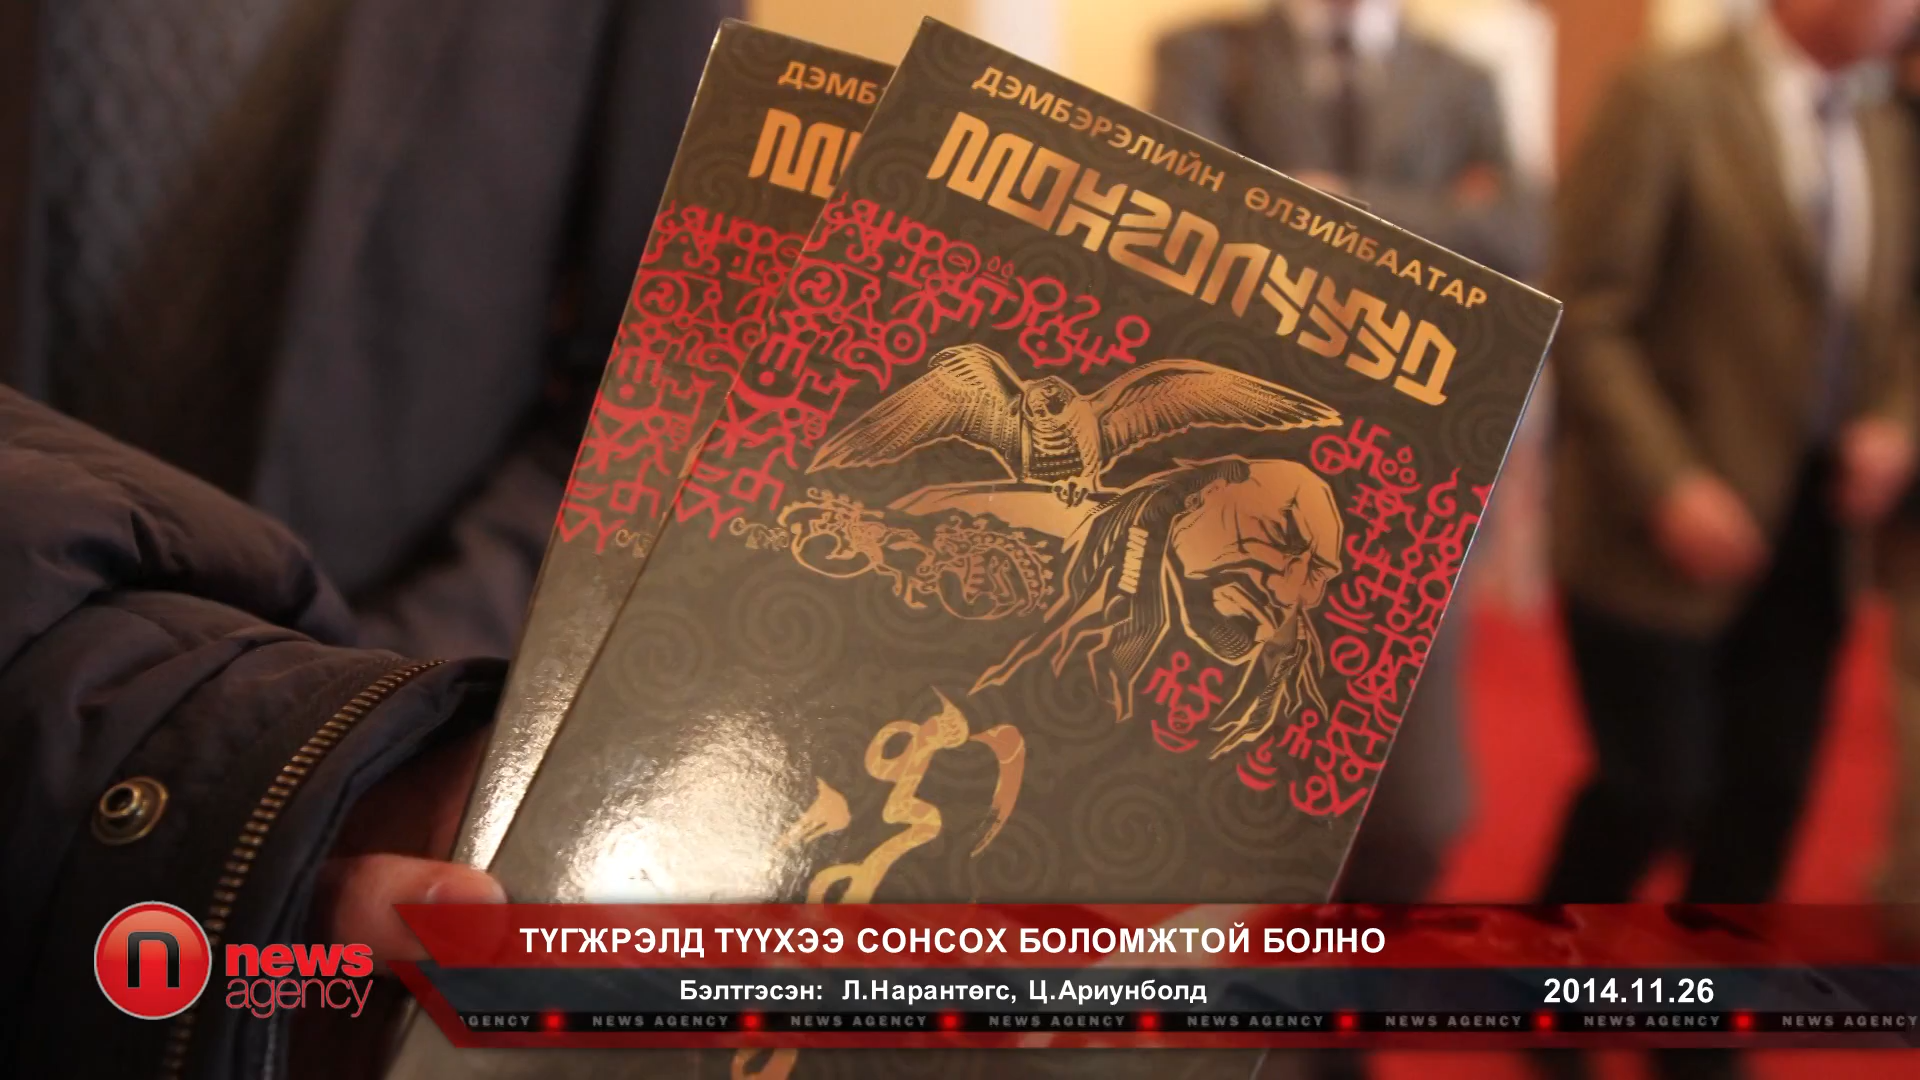 ДЭМБ
ДЭМБЭРЭЛИЙН ӨЛЗИЙБААТАР
МОНГОЛЧУУД
news
agency
ТҮГЖРЭЛД ТҮҮХЭЭ СОНСОХ БОЛОМЖТОЙ БОЛНО
Бэлтгэсэн: Л.Нарантөгс, Ц.Ариунболд
2014.11.26
GENCY NEWS AGENCY NEWS AGENCY NEWS AGENCY NEWS AGENCY NEWS AGENCY NEWS AGENCY NEWS AGENCY